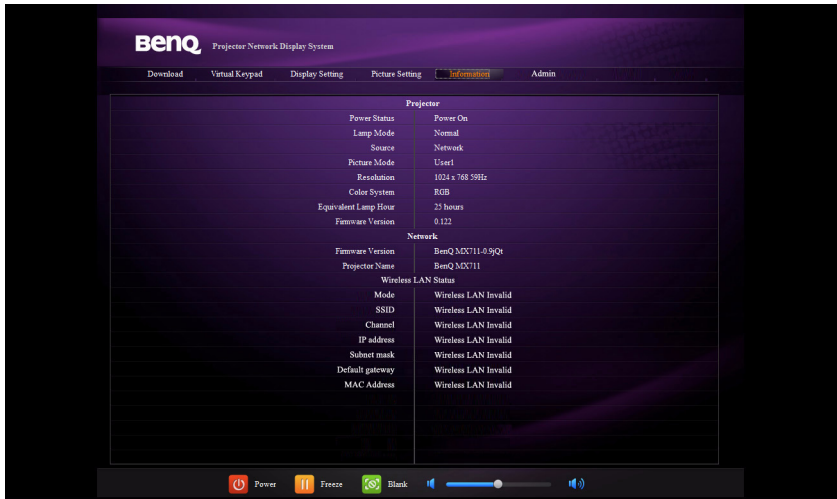 BenQ Projector Network Display System
Download Virtual Keypad Display Setting Picture Setting Information Admin
Projector
Power Status Power On
Lamp Mode Normal
Source Network
Picture Mode User1
Resolution 1024 x 768 59Hz
Color System RGB
Equivalent Lamp Hour 25 hours
Firmware Version 0.122
Network
Firmware Version BenQ MX711-0.9jQt
Projector Name BenQ MX711
Wireless LAN Status
Mode Wireless LAN Invalid
SSID Wireless LAN Invalid
Channel Wireless LAN Invalid
IP address Wireless LAN Invalid
Subnet mask Wireless LAN Invalid
Default gateway Wireless LAN Invalid
MAC Address Wireless LAN Invalid
Power Freeze Blank